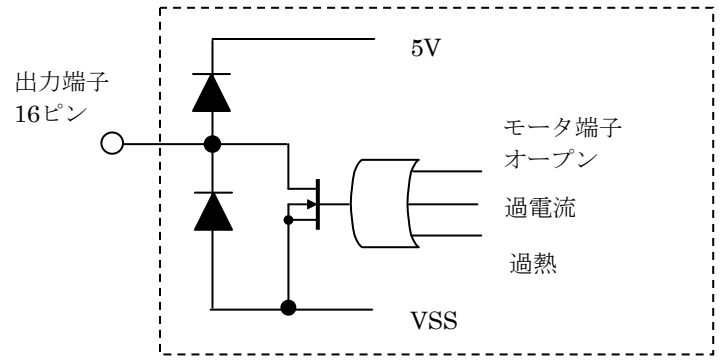 5V
出力端子
16ピン
モータ端子
オープン
過電流
過熱
VSS